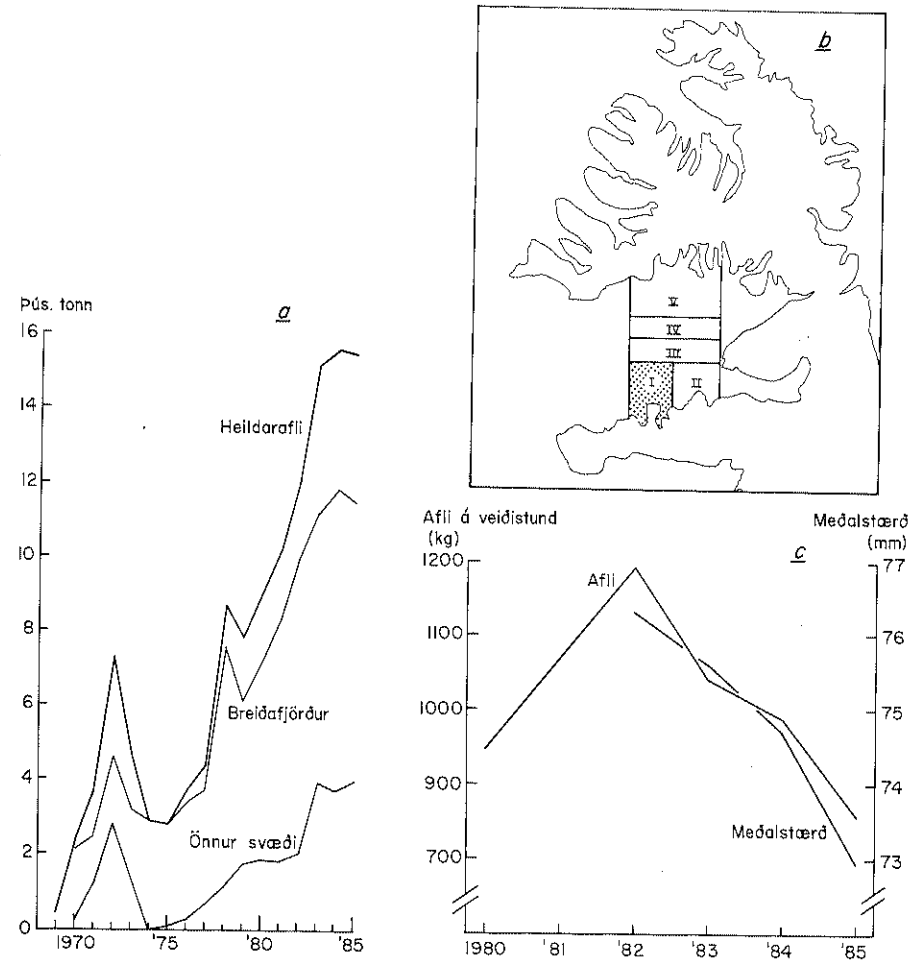 Þús. tonn
a
16
14
12
10
8
6
4
2
0
Heildarafli
Breiðafjörður
Önnur svæði
1970 '75 '80 '85
b
V
IV
III
I II
Afli á veiðistund
(kg)
Meðalstærð
(mm)
c
1200
1100
1000
900
800
700
77
76
75
74
73
Afli
Meðalstærð
1980 '81 '82 '83 '84 '85